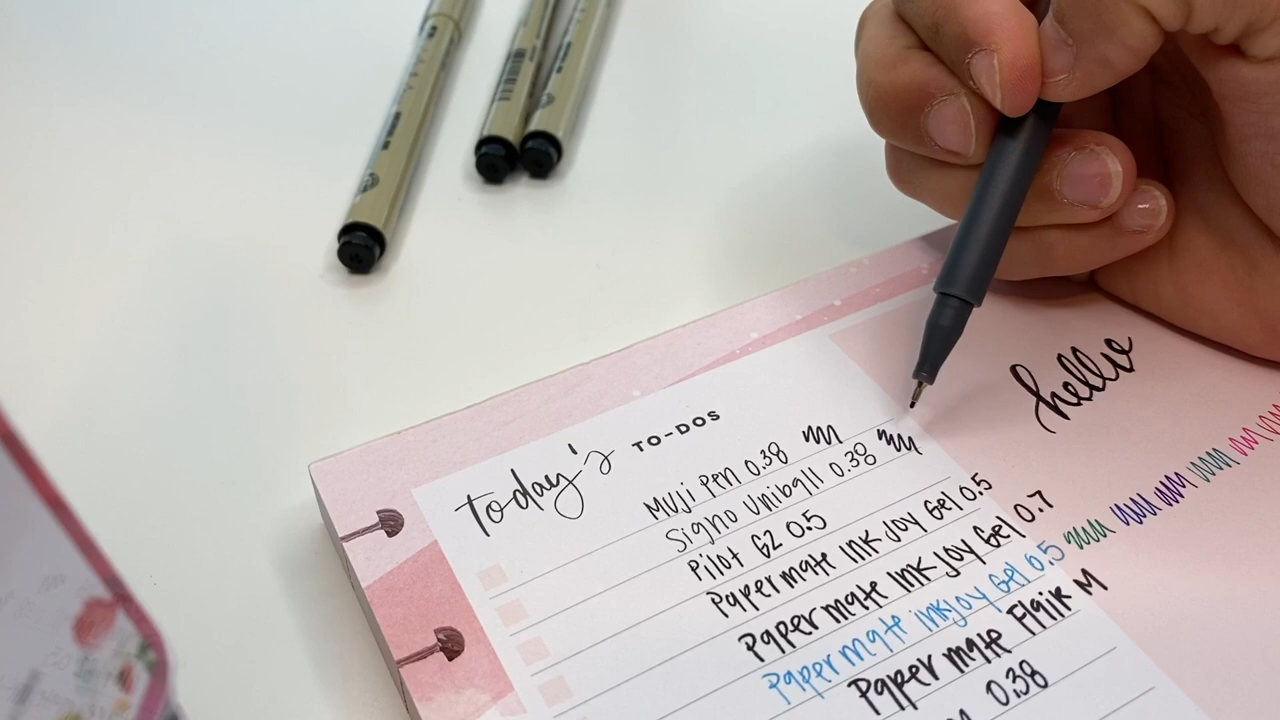 today's TO-DOS
hello
Muji Pen 0.38
Signo Uniball 0.38
Pilot G2 0.5
Papermate InkJoy Gel 0.5
Papermate InkJoy Gel 0.7
Papermate InkJoy Gel 0.5
Papermate Flair M
0.38